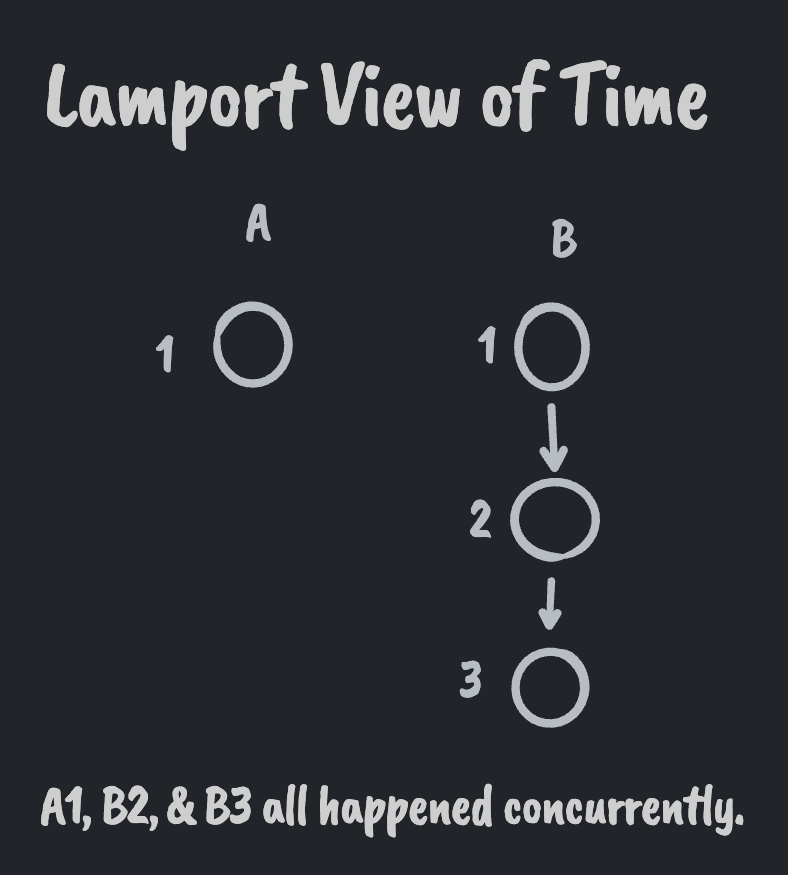 Lamport View of Time
A B
1 1
2
3
A1, B2, & B3 all happened concurrently.